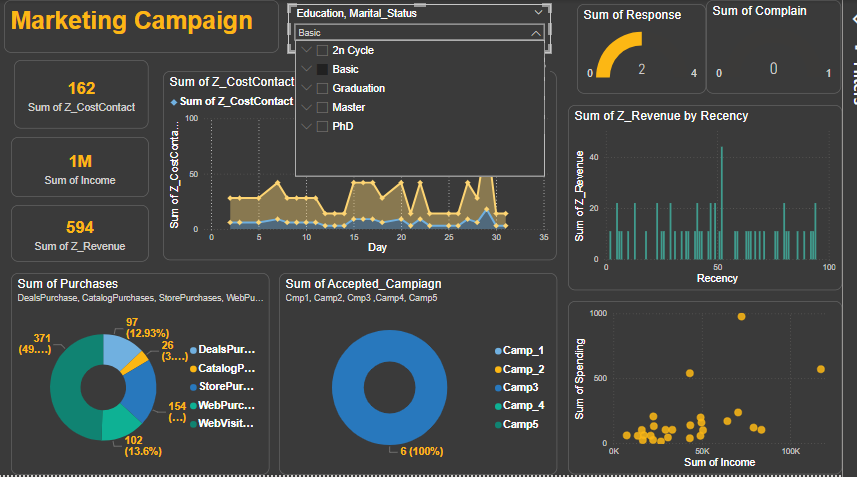 Marketing Campaign
Education, Marital_Status
Basic
2n Cycle
Basic
Graduation
Master
PhD
Sum of Response
0
2
4
Sum of Complain
0
0
1
162
Sum of Z_CostContact
1M
Sum of Income
594
Sum of Z_Revenue
Sum of Z_CostContact
Sum of Z_CostContact
Sum of Z_CostConta...
100
50
0
0
5
10
15
20
25
30
35
Day
Sum of Z_Revenue by Recency
Sum of Z_Revenue
40
20
0
0
50
100
Recency
Sum of Purchases
DealsPurchase, CatalogPurchases, StorePurchases, WebPu...
97
(12.93%)
26
(3....)
154
(...)
102
(13.6%)
371
(49....)
DealsPur...
CatalogP...
StorePur...
WebPurc...
WebVisit...
Sum of Accepted_Campiagn
Cmp1, Camp2, Cmp3 ,Cmp4, Camp5
6 (100%)
Camp_1
Camp_2
Camp3
Camp_4
Camp5
Sum of Spending
1000
500
0
0K
50K
100K
Sum of Income